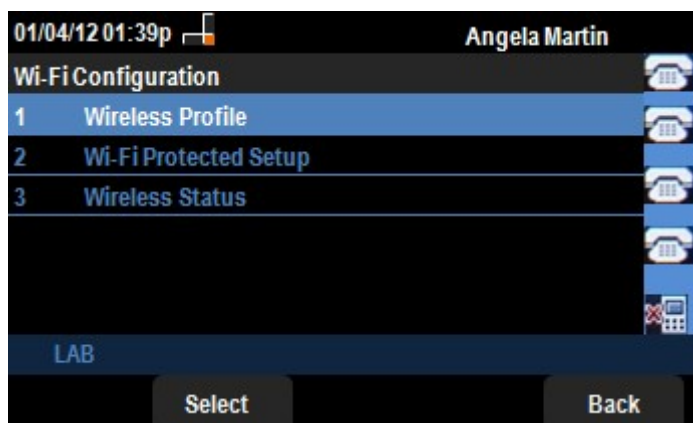 01/04/12 01:39p Angela Martin
Wi-Fi Configuration
1 Wireless Profile
2 Wi-Fi Protected Setup
3 Wireless Status
LAB
Select Back